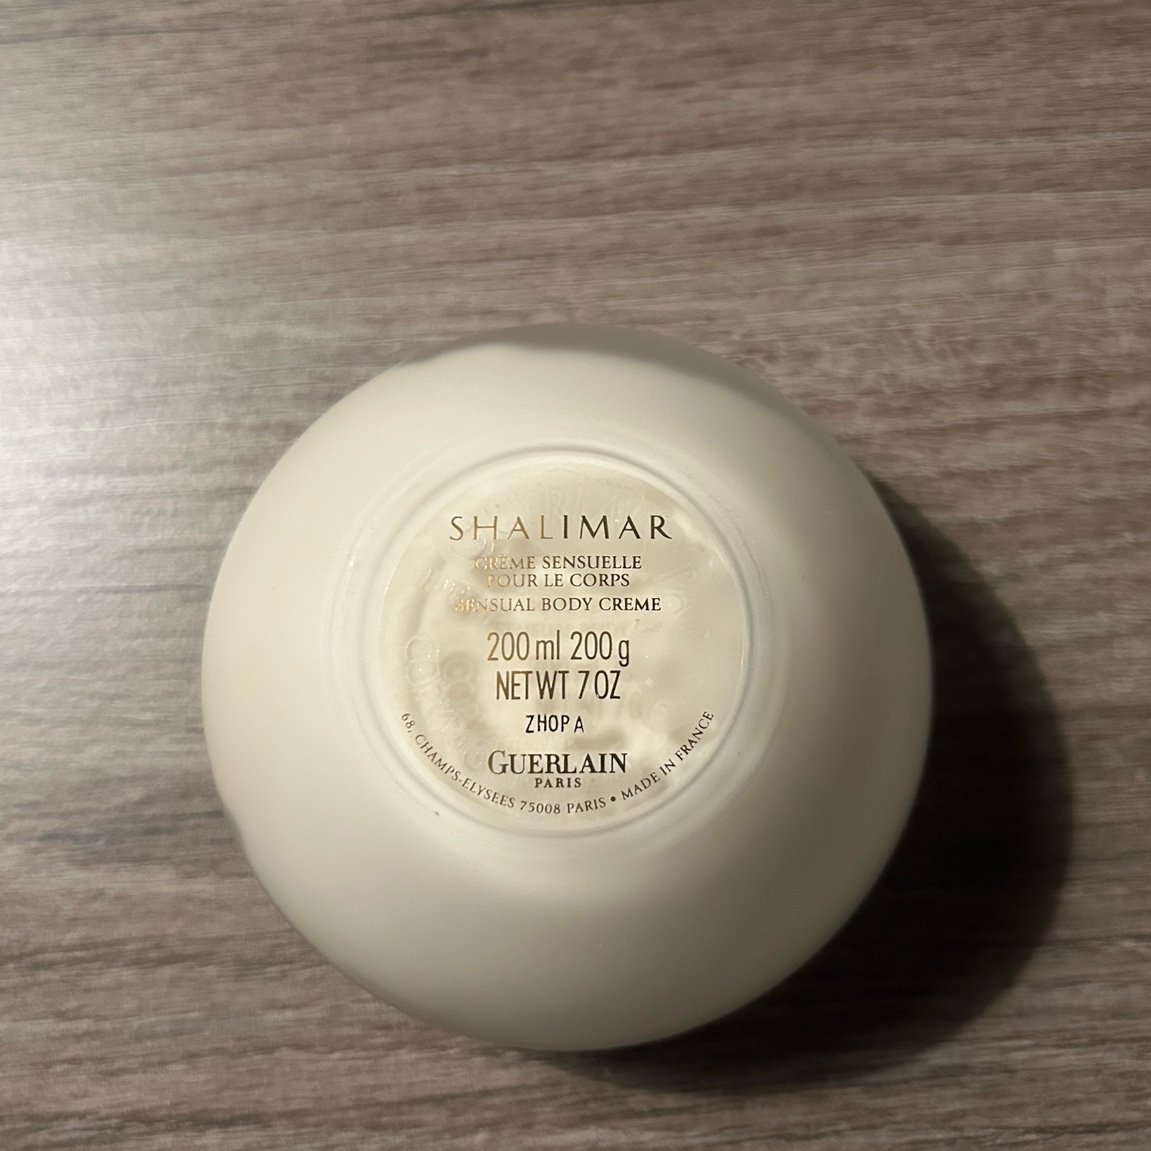 SHALIMAR
CRÈME SENSUELLE
POUR LE CORPS
SENSUAL BODY CREME
200 ml 200 g
NET WT 7 OZ
ZHOP A
GUERLAIN
PARIS
68, CHAMPS-ELYSEES 75008 PARIS • MADE IN FRANCE